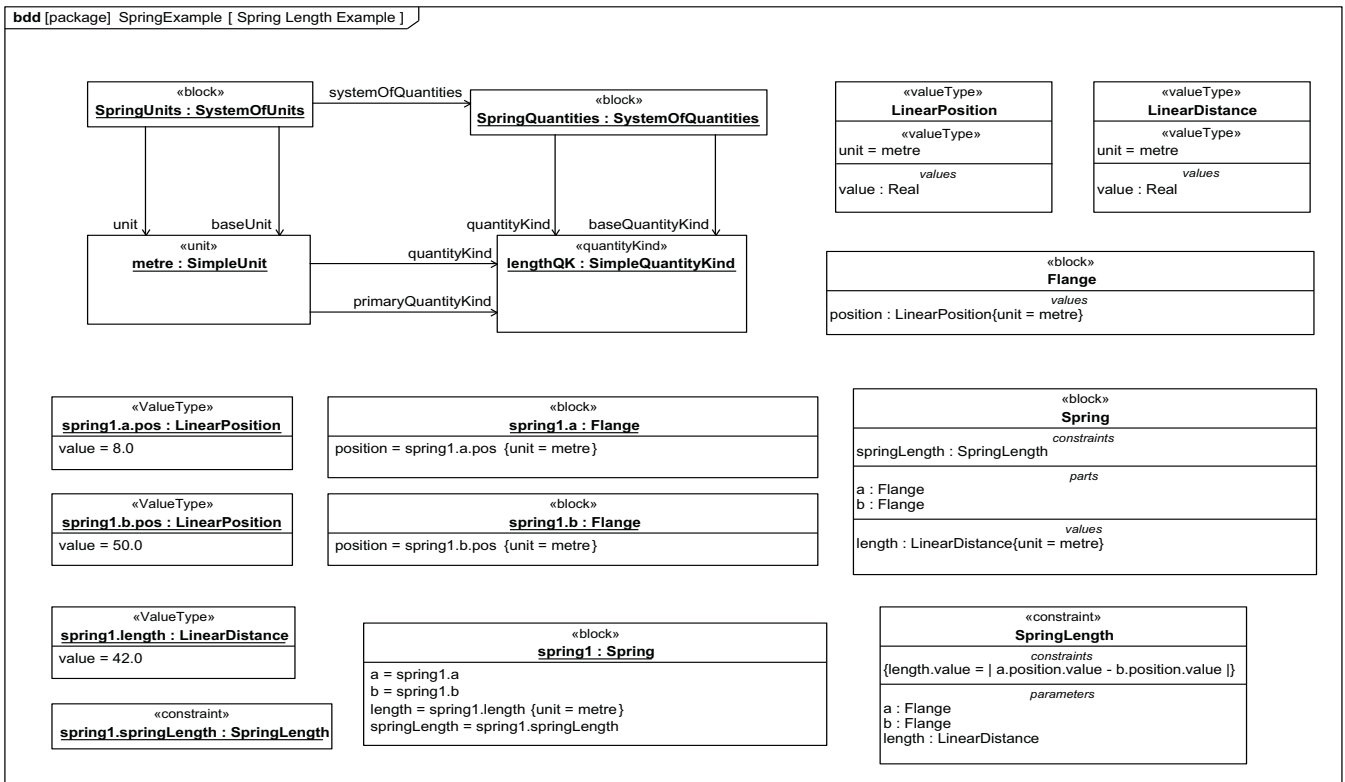 bdd [package] SpringExample [ Spring Length Example ]
«block»
SpringUnits : SystemOfUnits
systemOfQuantities
«block»
SpringQuantities : SystemOfQuantities
unit
baseUnit
quantityKind
baseQuantityKind
«unit»
metre : SimpleUnit
quantityKind
primaryQuantityKind
«quantityKind»
lengthQK : SimpleQuantityKind
«valueType»
LinearPosition
«valueType»
unit = metre
values
value : Real
«valueType»
LinearDistance
«valueType»
unit = metre
values
value : Real
«block»
Flange
values
position : LinearPosition{unit = metre}
«ValueType»
spring1.a.pos : LinearPosition
value = 8.0
«block»
spring1.a : Flange
position = spring1.a.pos {unit = metre}
«block»
Spring
constraints
springLength : SpringLength
parts
a : Flange
b : Flange
values
length : LinearDistance{unit = metre}
«ValueType»
spring1.b.pos : LinearPosition
value = 50.0
«block»
spring1.b : Flange
position = spring1.b.pos {unit = metre}
«ValueType»
spring1.length : LinearDistance
value = 42.0
«constraint»
spring1.springLength : SpringLength
«block»
spring1 : Spring
a = spring1.a
b = spring1.b
length = spring1.length {unit = metre}
springLength = spring1.springLength
«constraint»
SpringLength
constraints
{length.value = | a.position.value - b.position.value |}
parameters
a : Flange
b : Flange
length : LinearDistance